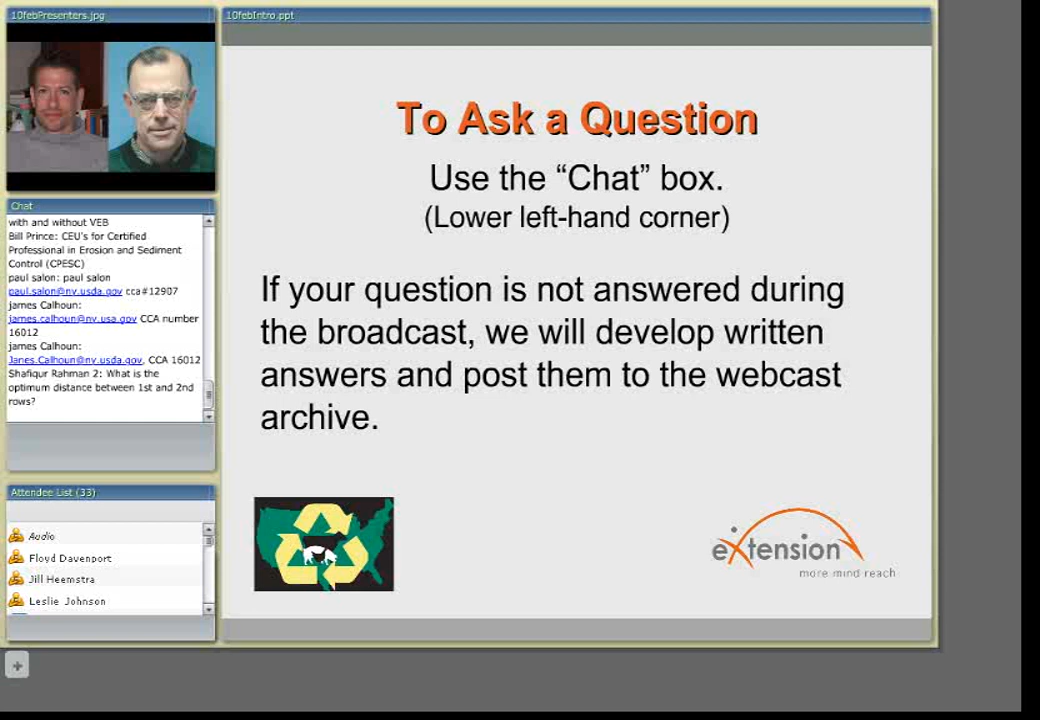 10febPresenters.jpg
10febIntro.ppt
To Ask a Question
Use the “Chat” box.
(Lower left-hand corner)
If your question is not answered during
the broadcast, we will develop written
answers and post them to the webcast
archive.
eXtension
more mind reach
Chat
with and without VEB
Bill Prince: CEU's for Certified
Professional in Erosion and Sediment
Control (CPESC)
paul salon: paul salon
paul.salon@ny.usda.gov cca#12907
james Calhoun:
james.calhoun@ny.usa.gov CCA number
16012
james Calhoun:
Janes.Calhoun@ny.usda.gov, CCA 16012
Shafiqur Rahman 2: What is the
optimum distance between 1st and 2nd
rows?
Attendee List (33)
Audio
Floyd Davenport
Jill Heemstra
Leslie Johnson